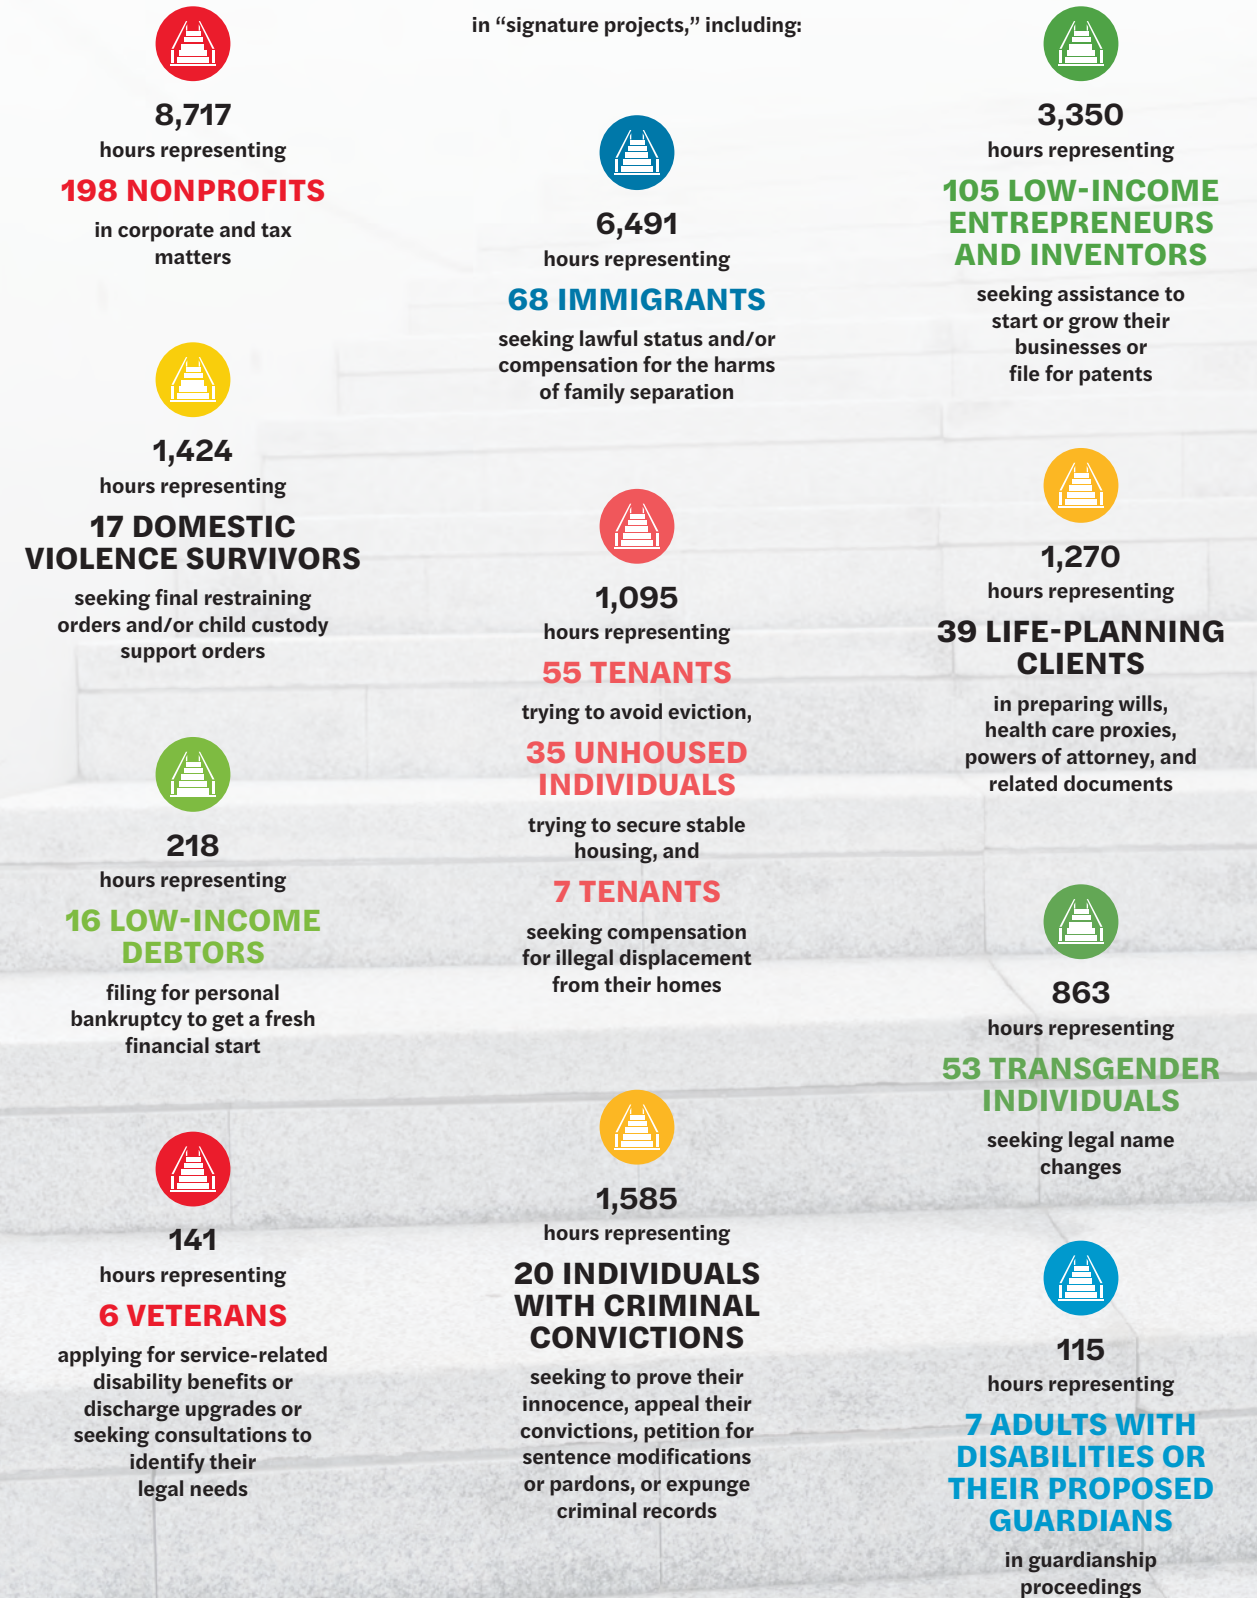 in “signature projects,” including:
8,717
hours representing
198 NONPROFITS
in corporate and tax
matters
1,424
hours representing
17 DOMESTIC
VIOLENCE SURVIVORS
seeking final restraining
orders and/or child custody
support orders
218
hours representing
16 LOW-INCOME
DEBTORS
filing for personal
bankruptcy to get a fresh
financial start
141
hours representing
6 VETERANS
applying for service-related
disability benefits or
discharge upgrades or
seeking consultations to
identify their
legal needs
6,491
hours representing
68 IMMIGRANTS
seeking lawful status and/or
compensation for the harms
of family separation
1,095
hours representing
55 TENANTS
trying to avoid eviction,
35 UNHOUSED
INDIVIDUALS
trying to secure stable
housing, and
7 TENANTS
seeking compensation
for illegal displacement
from their homes
1,585
hours representing
20 INDIVIDUALS
WITH CRIMINAL
CONVICTIONS
seeking to prove their
innocence, appeal their
convictions, petition for
sentence modifications
or pardons, or expunge
criminal records
3,350
hours representing
105 LOW-INCOME
ENTREPRENEURS
AND INVENTORS
seeking assistance to
start or grow their
businesses or
file for patents
1,270
hours representing
39 LIFE-PLANNING
CLIENTS
in preparing wills,
health care proxies,
powers of attorney, and
related documents
863
hours representing
53 TRANSGENDER
INDIVIDUALS
seeking legal name
changes
115
hours representing
7 ADULTS WITH
DISABILITIES OR
THEIR PROPOSED
GUARDIANS
in guardianship
proceedings